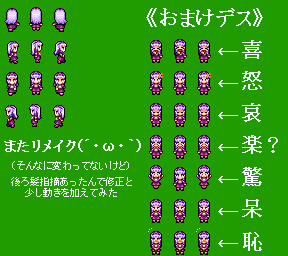 《おまけデス》
←喜
←怒
←哀
←楽？
←驚
←呆
←恥
またリメイク(´・ω・｀)
(そんなに変わってないけど)
後ろ髪指摘あったんで修正と
少し動きを加えてみた